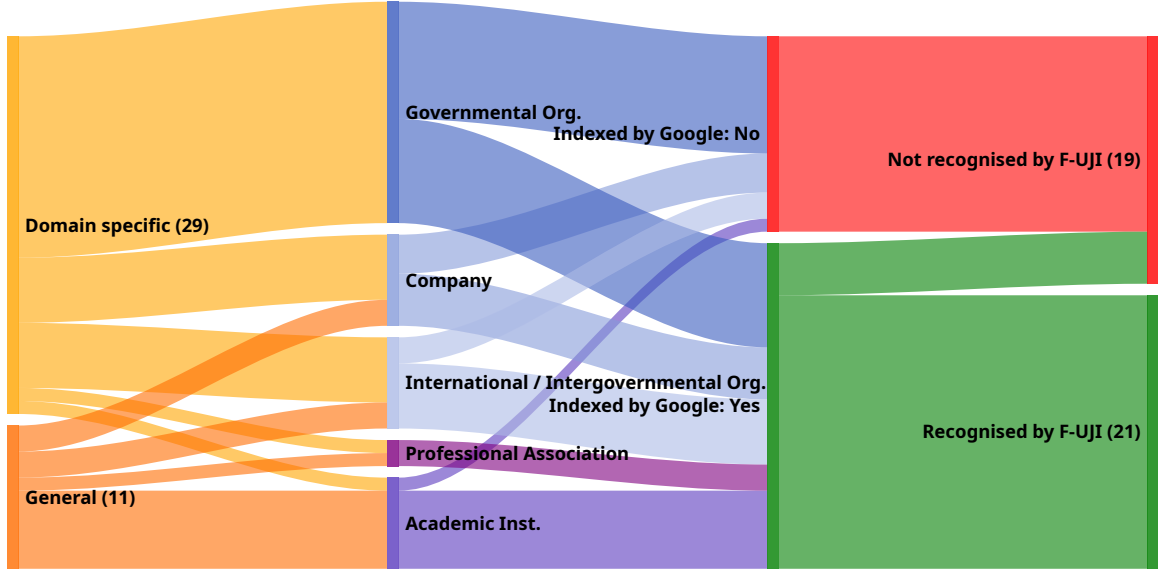 Governmental Org.
Indexed by Google: No
Not recognised by F-UJI (19)
Domain specific (29)
Company
International / Intergovernmental Org.
Indexed by Google: Yes
Recognised by F-UJI (21)
Professional Association
General (11)
Academic Inst.